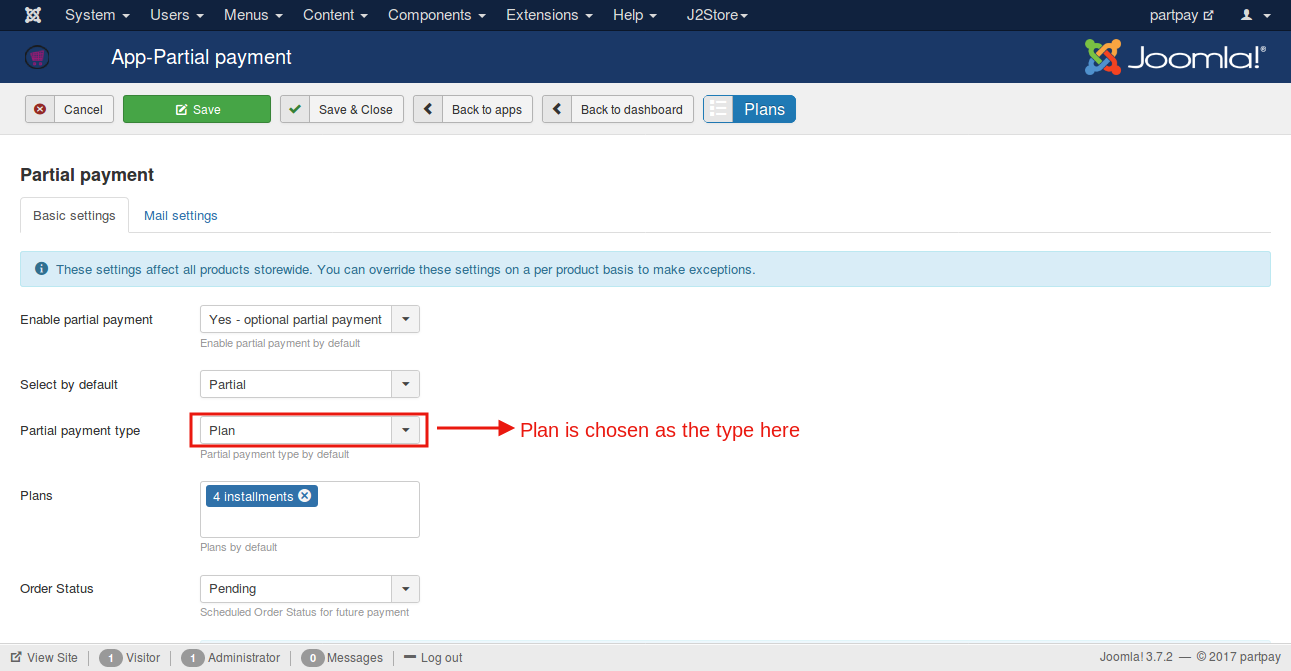 System Users Menus Content Components Extensions Help J2Store partpay
App-Partial payment Joomla!®
Cancel Save Save & Close Back to apps Back to dashboard Plans
Partial payment
Basic settings Mail settings
These settings affect all products storewide. You can override these settings on a per product basis to make exceptions.
Enable partial payment Yes - optional partial payment
Enable partial payment by default
Select by default Partial
Partial payment type Plan Plan is chosen as the type here
Partial payment type by default
Plans 4 installments
Plans by default
Order Status Pending
Scheduled Order Status for future payment
View Site 1 Visitor 1 Administrator 0 Messages Log out Joomla! 3.7.2 — © 2017 partpay